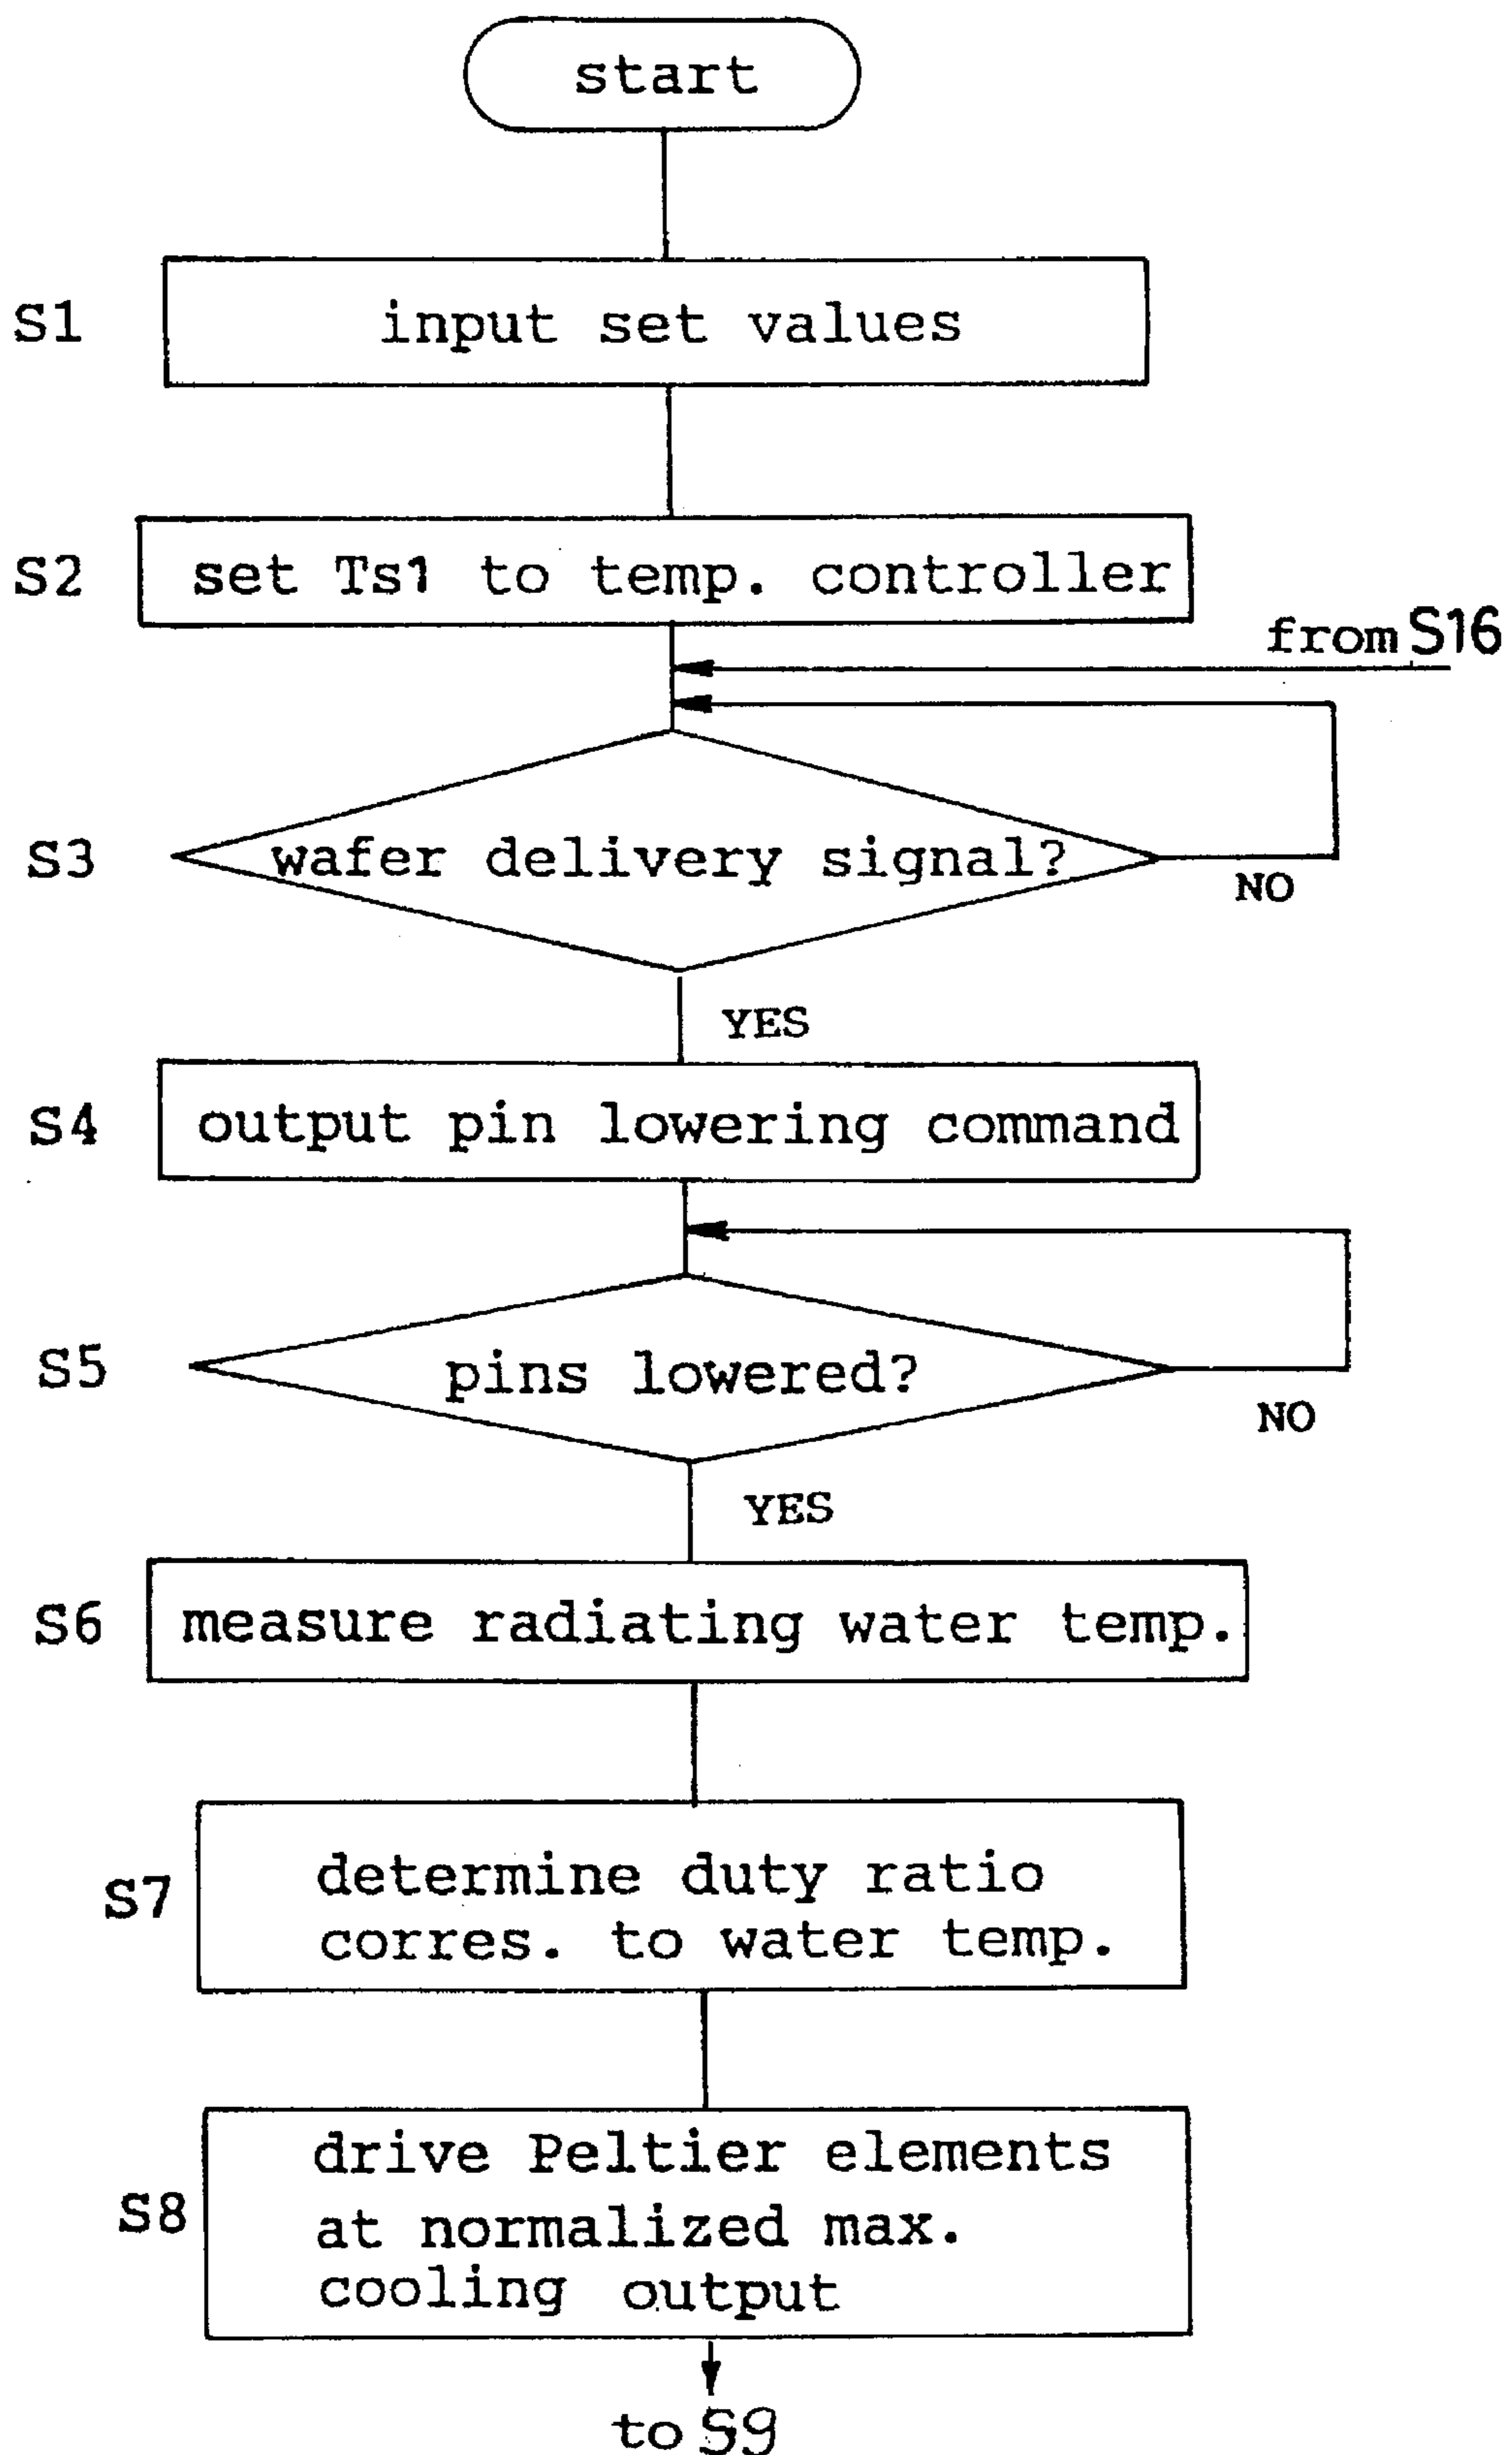 start
S1
input set values
S2
set Ts1 to temp. controller
from S16
S3
wafer delivery signal?
NO
YES
S4
output pin lowering command
S5
pins lowered?
NO
YES
S6
measure radiating water temp.
S7
determine duty ratio
corres. to water temp.
S8
drive Peltier elements
at normalized max.
cooling output
to S9